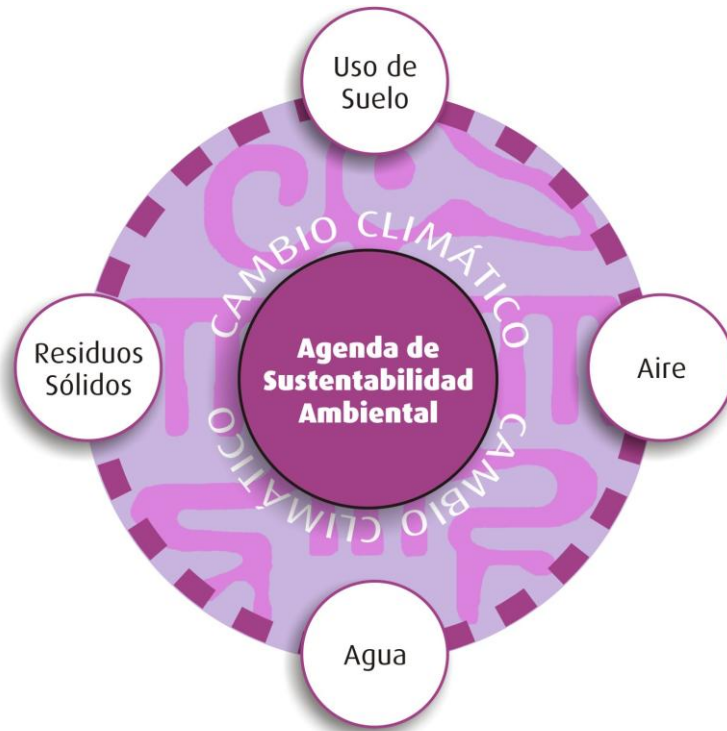 Uso de
Suelo
CAMBIO CLIMÁTICO
Residuos
Sólidos
Agenda de
Sustentabilidad
Ambiental
Aire
CAMBIO CLIMÁTICO
Agua